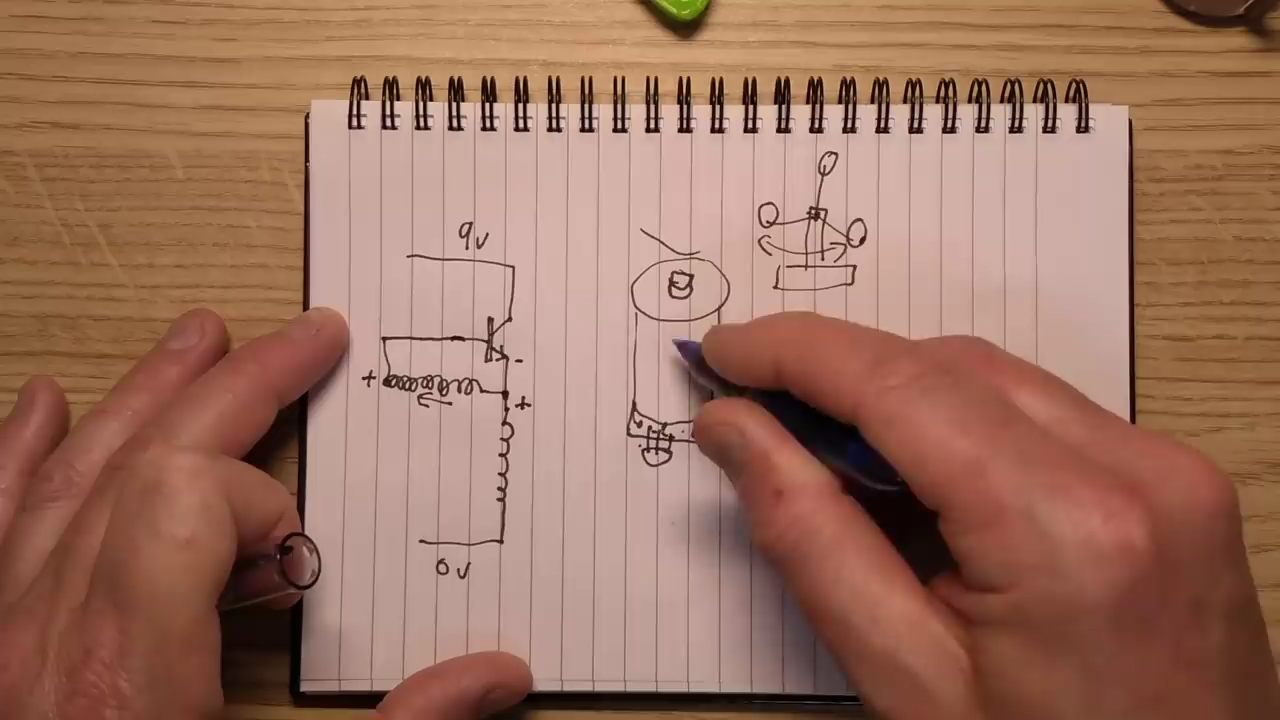 9v
-
+
+
0v